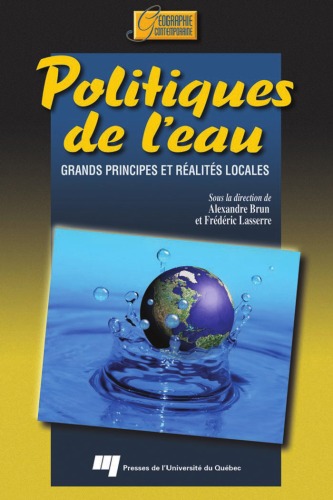 GÉOGRAPHIE
CONTEMPORAINE
Politiques
de l'eau
GRANDS PRINCIPES ET RÉALITÉS LOCALES
Sous la direction de
Alexandre Brun
et Frédéric Lasserre
Presses de l'Université du Québec